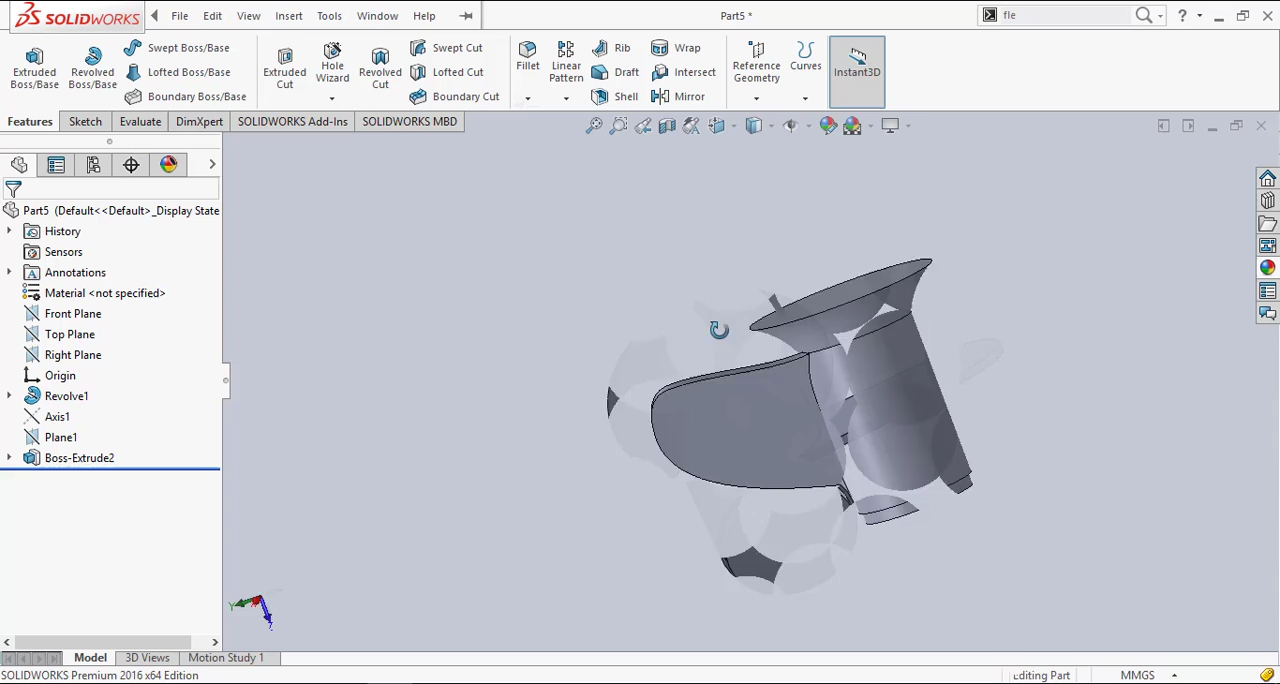 SOLIDWORKS File Edit View Insert Tools Window Help Part5 * fle ?
Extruded Boss/Base
Revolved Boss/Base
Swept Boss/Base
Lofted Boss/Base
Boundary Boss/Base
Extruded Cut
Hole Wizard
Revolved Cut
Swept Cut
Lofted Cut
Boundary Cut
Fillet
Linear Pattern
Rib
Draft
Shell
Wrap
Intersect
Mirror
Reference Geometry
Curves
Instant3D
Features Sketch Evaluate DimXpert SOLIDWORKS Add-Ins SOLIDWORKS MBD
Part5 (Default<<Default>_Display State
History
Sensors
Annotations
Material <not specified>
Front Plane
Top Plane
Right Plane
Origin
Revolve1
Axis1
Plane1
Boss-Extrude2
Y
Model 3D Views Motion Study 1
SOLIDWORKS Premium 2016 x64 Edition Editing Part MMGS